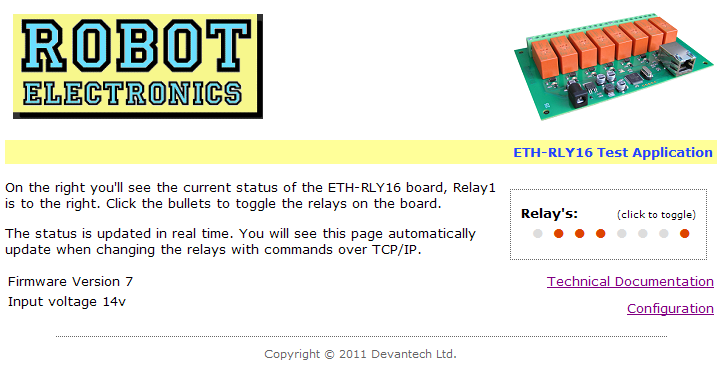 ROBOT
ELECTRONICS
ETH-RLY16 Test Application
On the right you'll see the current status of the ETH-RLY16 board, Relay1
is to the right. Click the bullets to toggle the relays on the board.
The status is updated in real time. You will see this page automatically
update when changing the relays with commands over TCP/IP.
Relay's: (click to toggle)
Firmware Version 7
Input voltage 14v
Technical Documentation
Configuration
Copyright © 2011 Devantech Ltd.